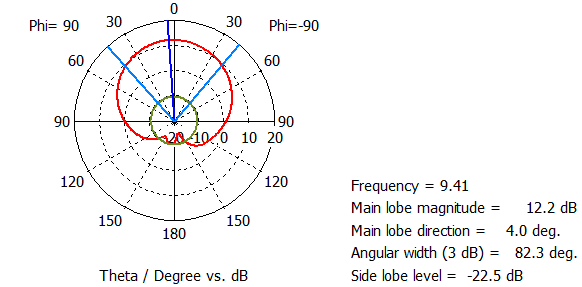 0
Phi= 90 30 30 Phi=-90
60 60
90 -20 -10 0 10 20 90
120 120
150 150
180
Theta / Degree vs. dB
Frequency = 9.41
Main lobe magnitude = 12.2 dB
Main lobe direction = 4.0 deg.
Angular width (3 dB) = 82.3 deg.
Side lobe level = -22.5 dB